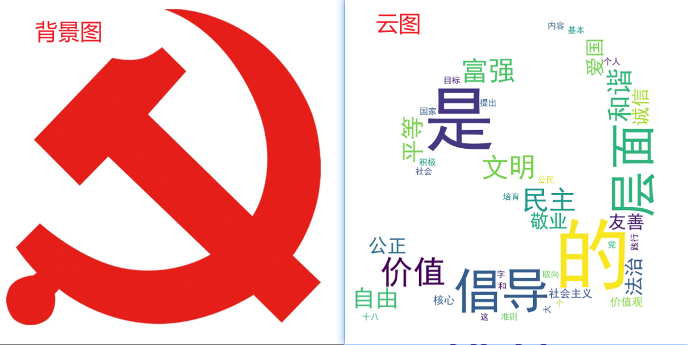 背景图
云图
内容
基本
爱国
个人
富强
目标
和谐
诚信
提出
国家
是
平等
层面
积极
社会
文明
公民
培育
民主
敬业
友善
的
党
践行
公正
价值
倡导
字
和
取向
法治
自由
核心
社会主义
价值观
个
大
十八
这
准则